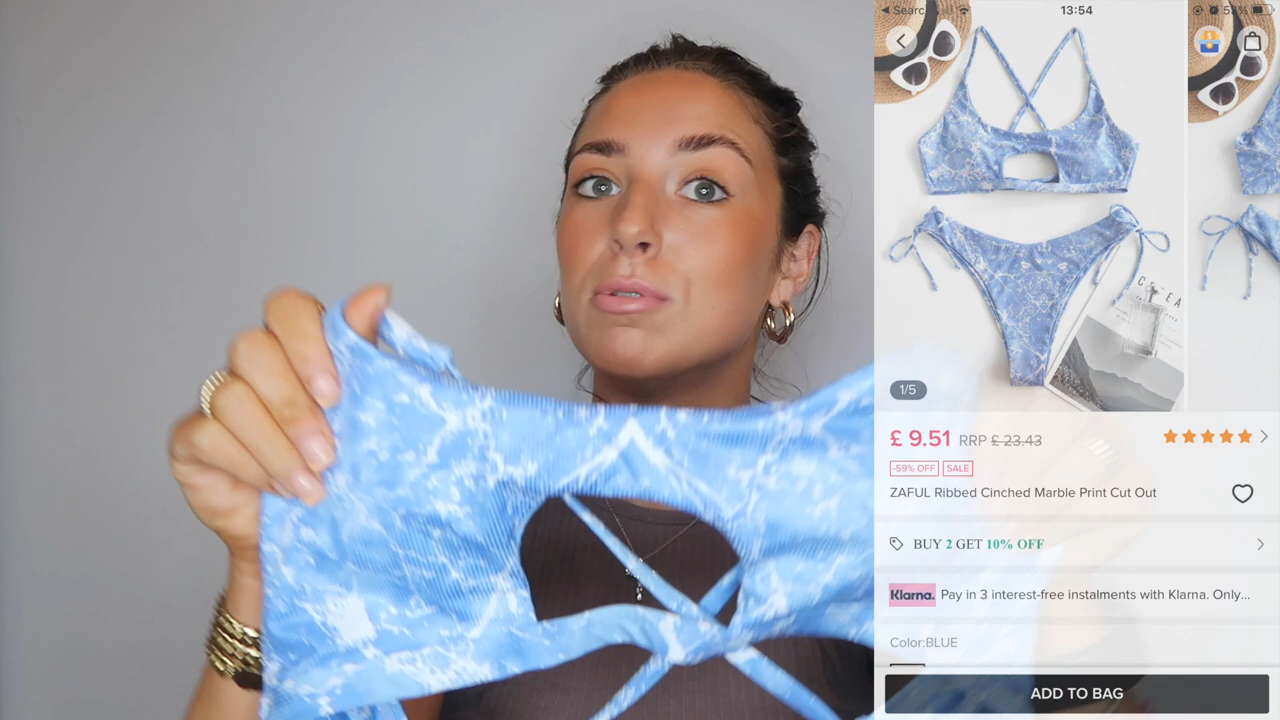 Searc
13:54
53%
1/5
£ 9.51 RRP £ 23.43
-59% OFF SALE
ZAFUL Ribbed Cinched Marble Print Cut Out
BUY 2 GET 10% OFF
Klarna. Pay in 3 interest-free instalments with Klarna. Only...
Color:BLUE
ADD TO BAG